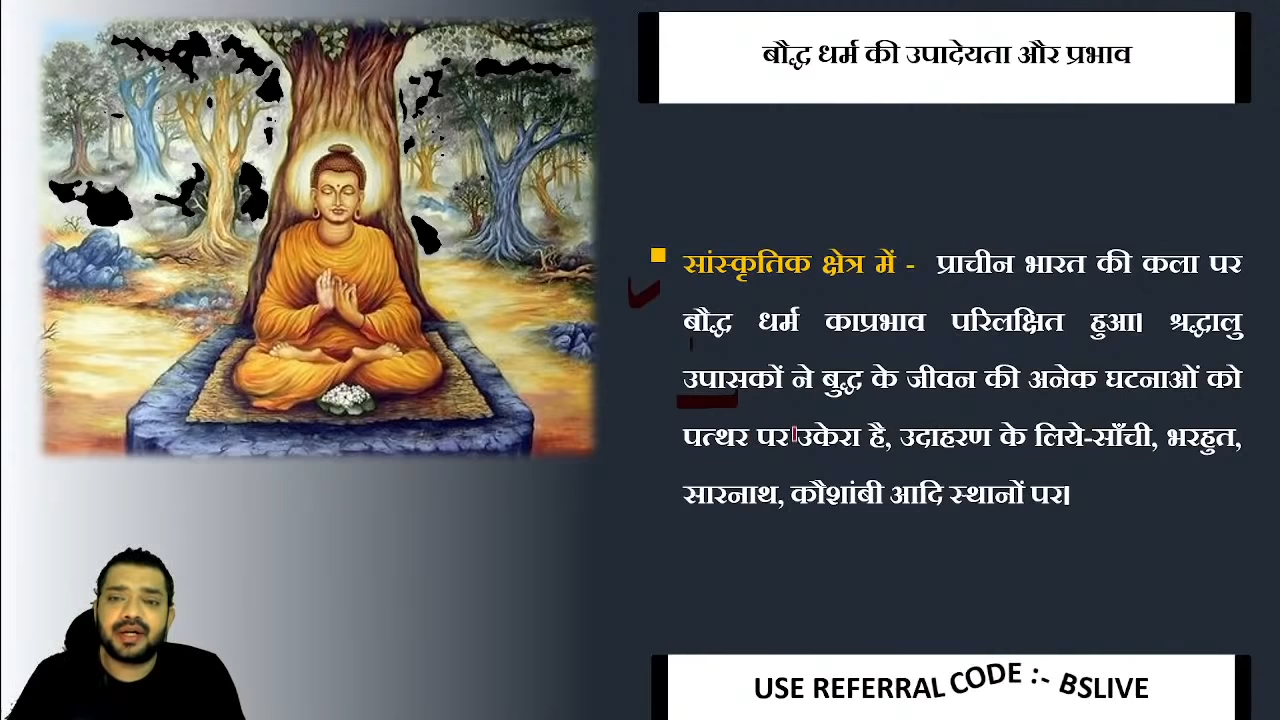 बौद्ध धर्म की उपादेयता और प्रभाव
सांस्कृतिक क्षेत्र में - प्राचीन भारत की कला पर
बौद्ध धर्म काप्रभाव परिलक्षित हुआ। श्रद्धालु
उपासकों ने बुद्ध के जीवन की अनेक घटनाओं को
पत्थर पर उकेरा है, उदाहरण के लिये-साँची, भरहुत,
सारनाथ, कौशांबी आदि स्थानों पर।
USE REFERRAL CODE :- BSLIVE